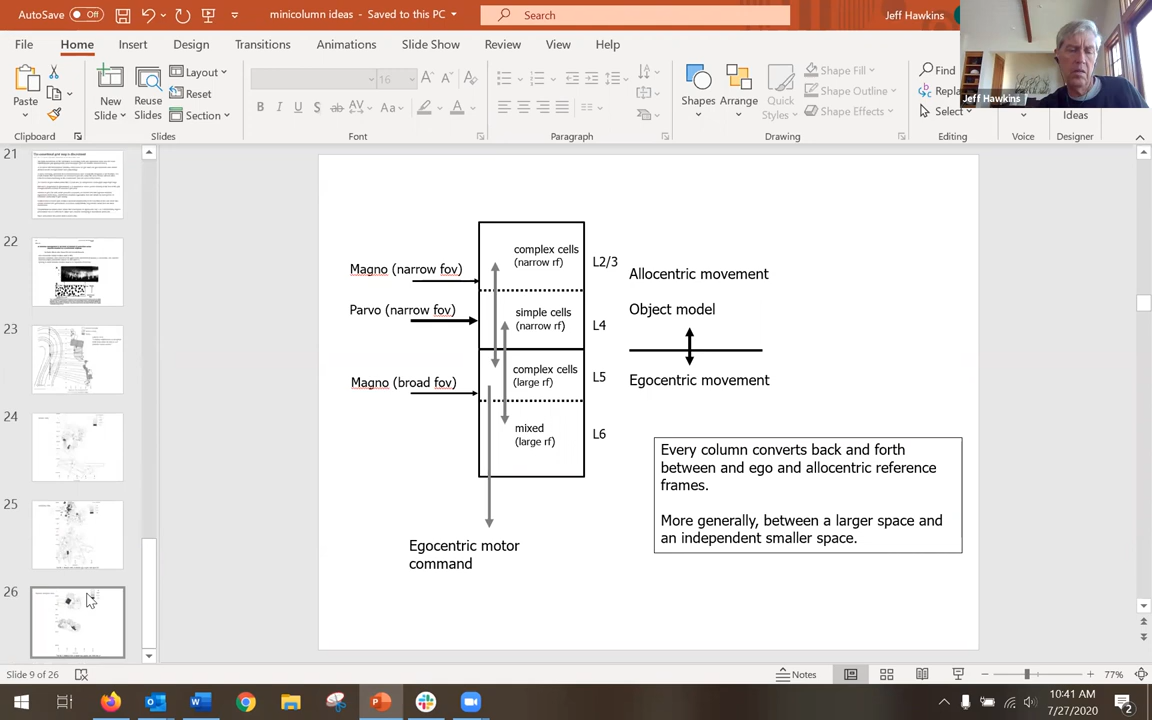 AutoSave Off
minicolumn ideas - Saved to this PC
Search
Jeff Hawkins
File Home Insert Design Transitions Animations Slide Show Review View Help
Paste
Clipboard
New Slide
Reuse Slides
Layout
Reset
Section
Slides
16
Font
Paragraph
Shapes
Arrange
Quick Styles
Shape Fill
Shape Outline
Shape Effects
Drawing
Find
Select
Editing
Voice
Ideas
Designer
Jeff Hawkins
21
22
23
24
25
26
complex cells
(narrow rf)
L2/3
Magno (narrow fov)
Allocentric movement
Parvo (narrow fov)
simple cells
(narrow rf)
L4
Object model
complex cells
(large rf)
L5
Magno (broad fov)
Egocentric movement
mixed
(large rf)
L6
Every column converts back and forth
between and ego and allocentric reference
frames.
More generally, between a larger space and
an independent smaller space.
Egocentric motor
command
Slide 9 of 26
Notes
77%
10:41 AM
7/27/2020
2